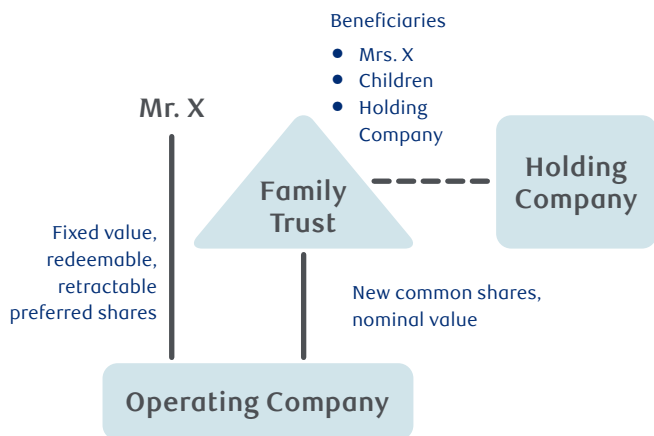 Beneficiaries
• Mrs. X
• Children
• Holding
Company
Mr. X
Family
Trust
Holding
Company
Fixed value,
redeemable,
retractable
preferred shares
New common shares,
nominal value
Operating Company